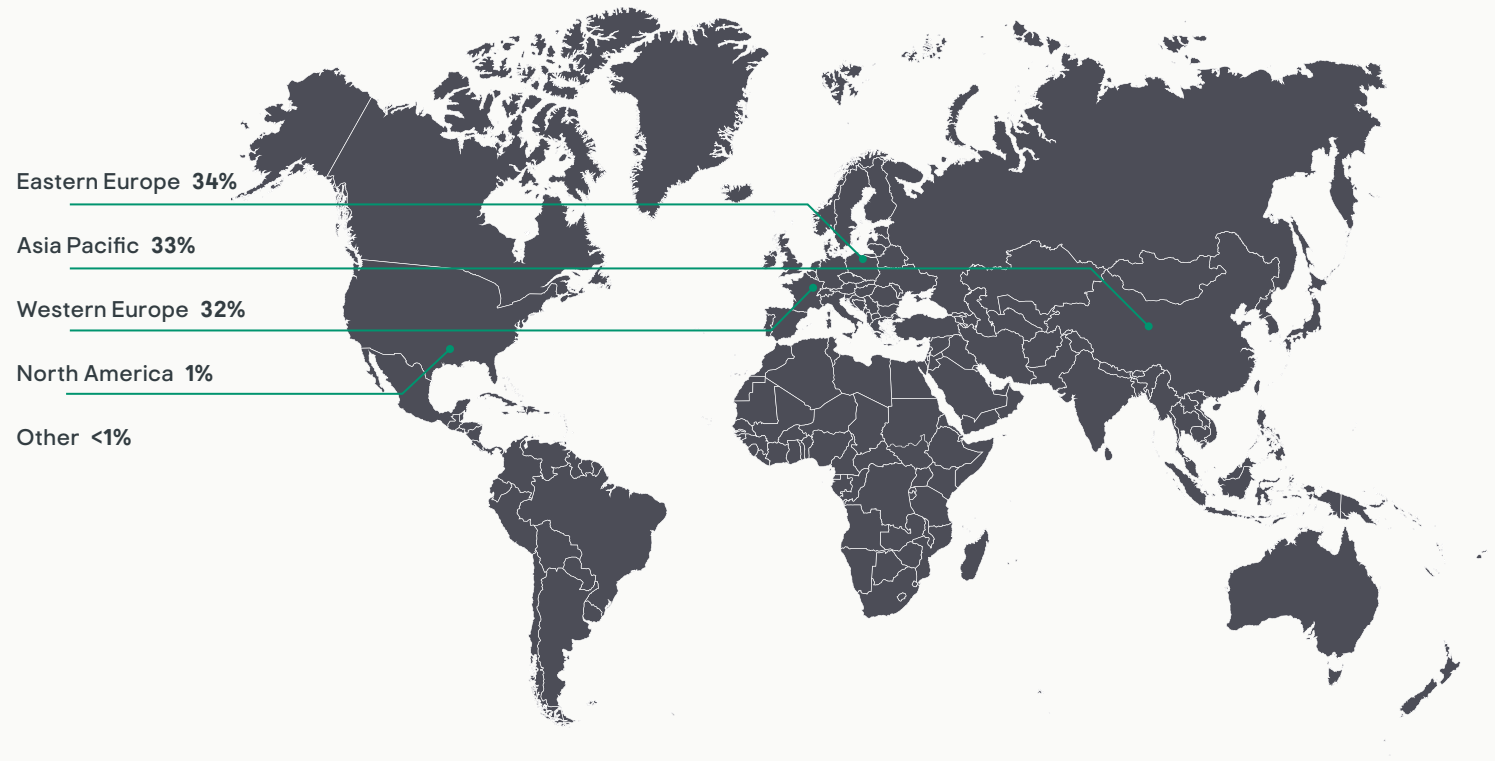 Eastern Europe 34%
Asia Pacific 33%
Western Europe 32%
North America 1%
Other <1%